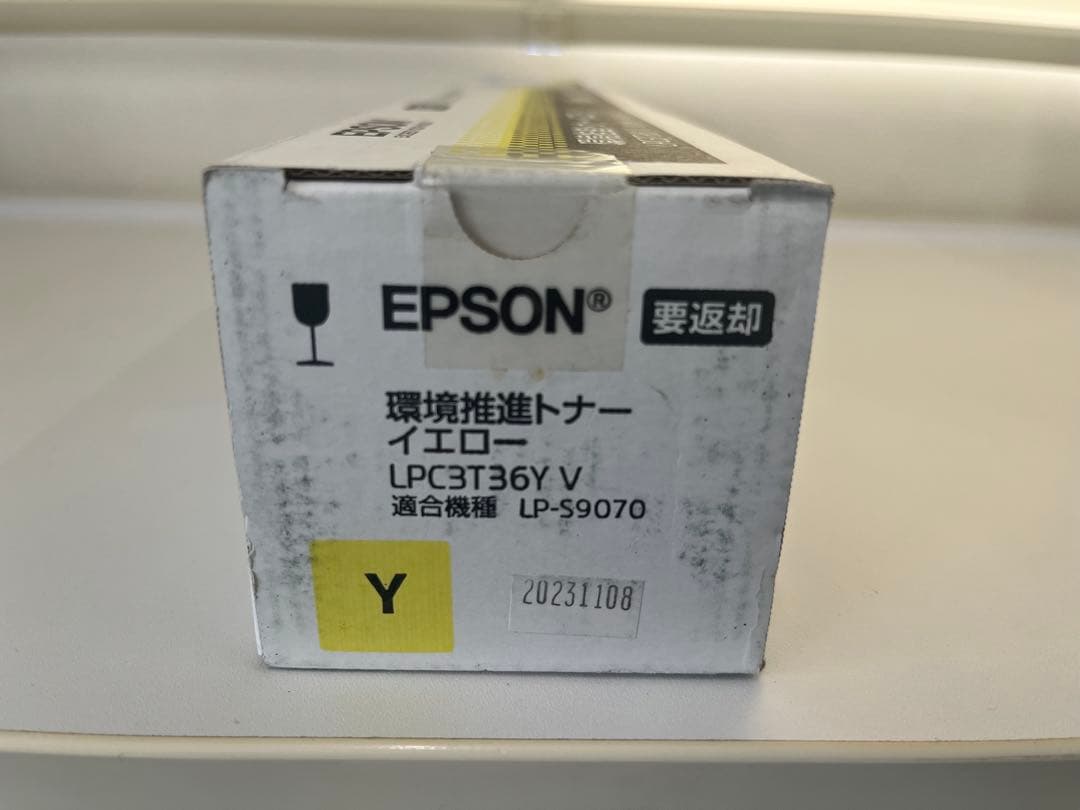 EPSON
EPSON® 要返却
環境推進トナー
イエロー
LPC3T36Y V
適合機種 LP-S9070
Y
20231108